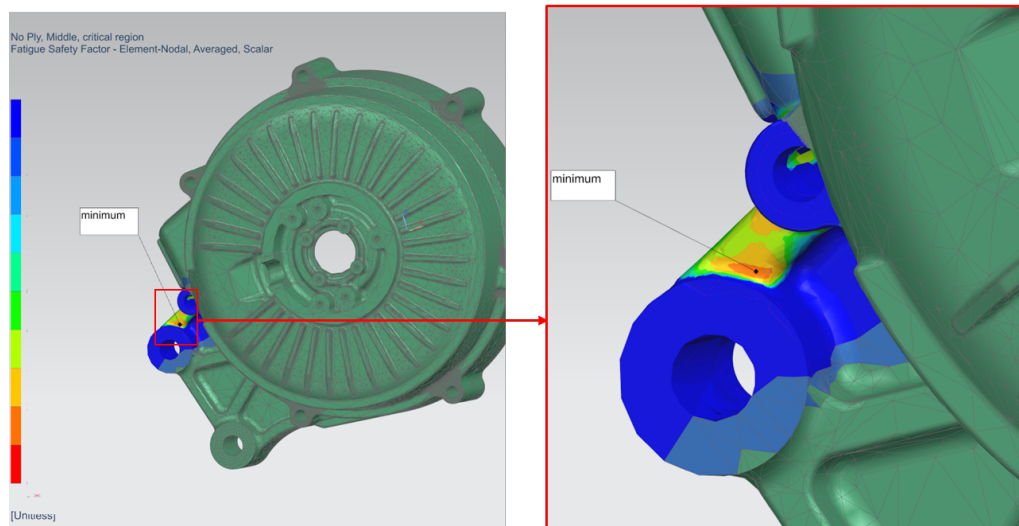 No Ply, Middle, critical region
Fatigue Safety Factor - Element-Nodal, Averaged, Scalar
minimum
minimum
[Unitless]